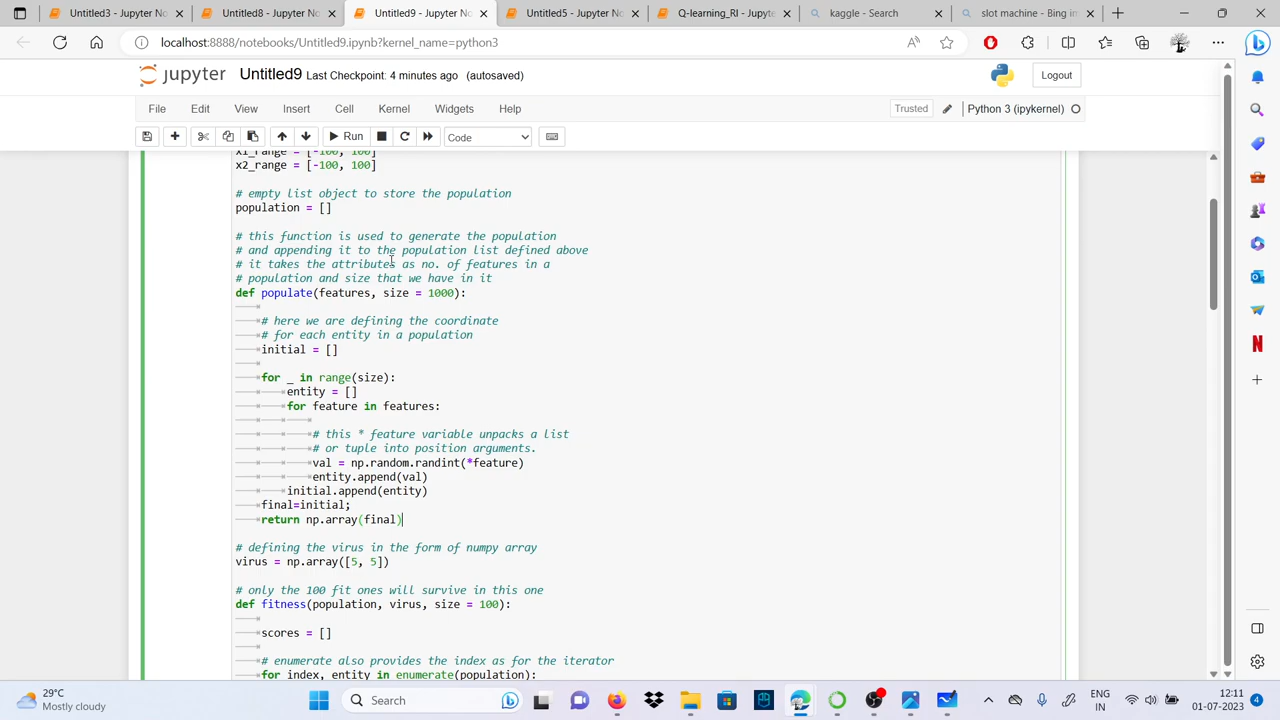 Untitled3 - Jupyter Not
Untitled8 - Jupyter Not
Untitled9 - Jupyter Not
Untitled5 - Jupyter Not
Q-learning_RI - Jupyte
kaggle - Search
slot machine - Bing in
localhost:8888/notebooks/Untitled9.ipynb?kernel_name=python3
jupyter Untitled9 Last Checkpoint: 4 minutes ago (autosaved)
Logout
File Edit View Insert Cell Kernel Widgets Help
Trusted
Python 3 (ipykernel)
Run
Code
x1_range = [-100, 100]
x2_range = [-100, 100]
# empty list object to store the population
population = []
# this function is used to generate the population
# and appending it to the population list defined above
# it takes the attributes as no. of features in a
# population and size that we have in it
def populate(features, size = 1000):
# here we are defining the coordinate
# for each entity in a population
initial = []
for _ in range(size):
entity = []
for feature in features:
# this * feature variable unpacks a list
# or tuple into position arguments.
val = np.random.randint(*feature)
entity.append(val)
initial.append(entity)
final=initial;
return np.array(final)
# defining the virus in the form of numpy array
virus = np.array([5, 5])
# only the 100 fit ones will survive in this one
def fitness(population, virus, size = 100):
scores = []
# enumerate also provides the index as for the iterator
for index, entity in enumerate(population):
29°C
Mostly cloudy
Search
ENG
IN
12:11
01-07-2023
4